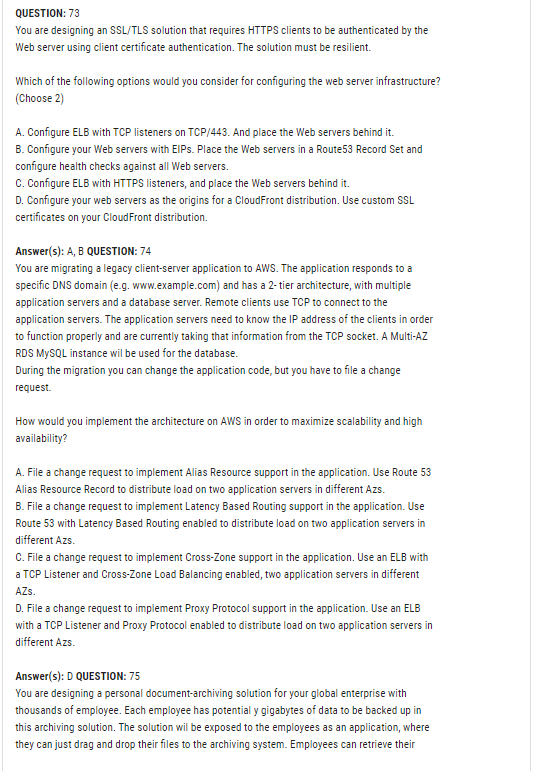 QUESTION: 73
You are designing an SSL/TLS solution that requires HTTPS clients to be authenticated by the
Web server using client certificate authentication. The solution must be resilient.
Which of the following options would you consider for configuring the web server infrastructure?
(Choose 2)
A. Configure ELB with TCP listeners on TCP/443. And place the Web servers behind it.
B. Configure your Web servers with EIPs. Place the Web servers in a Route53 Record Set and
configure health checks against all Web servers.
C. Configure ELB with HTTPS listeners, and place the Web servers behind it.
D. Configure your web servers as the origins for a CloudFront distribution. Use custom SSL
certificates on your CloudFront distribution.
Answer(s): A, B QUESTION: 74
You are migrating a legacy client-server application to AWS. The application responds to a
specific DNS domain (e.g. www.example.com) and has a 2- tier architecture, with multiple
application servers and a database server. Remote clients use TCP to connect to the
application servers. The application servers need to know the IP address of the clients in order
to function properly and are currently taking that information from the TCP socket. A Multi-AZ
RDS MySQL instance wil be used for the database.
During the migration you can change the application code, but you have to file a change
request.
How would you implement the architecture on AWS in order to maximize scalability and high
availability?
A. File a change request to implement Alias Resource support in the application. Use Route 53
Alias Resource Record to distribute load on two application servers in different Azs.
B. File a change request to implement Latency Based Routing support in the application. Use
Route 53 with Latency Based Routing enabled to distribute load on two application servers in
different Azs.
C. File a change request to implement Cross-Zone support in the application. Use an ELB with
a TCP Listener and Cross-Zone Load Balancing enabled, two application servers in different
AZs.
D. File a change request to implement Proxy Protocol support in the application. Use an ELB
with a TCP Listener and Proxy Protocol enabled to distribute load on two application servers in
different Azs.
Answer(s): D QUESTION: 75
You are designing a personal document-archiving solution for your global enterprise with
thousands of employee. Each employee has potential y gigabytes of data to be backed up in
this archiving solution. The solution wil be exposed to the employees as an application, where
they can just drag and drop their files to the archiving system. Employees can retrieve their